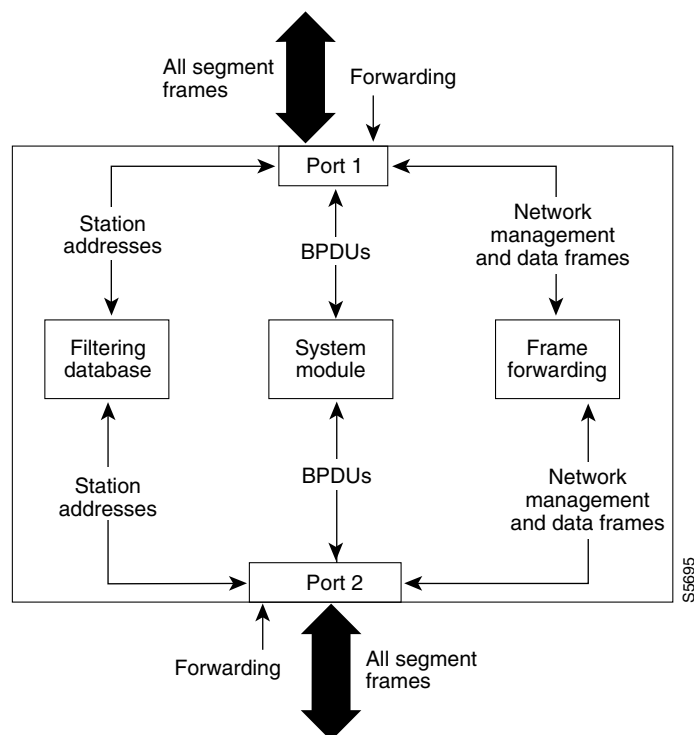 All segment
frames
Forwarding
Port 1
Station
addresses
BPDUs
Network
management
and data frames
Filtering
database
System
module
Frame
forwarding
Station
addresses
BPDUs
Network
management
and data frames
Port 2
S5695
Forwarding
All segment
frames